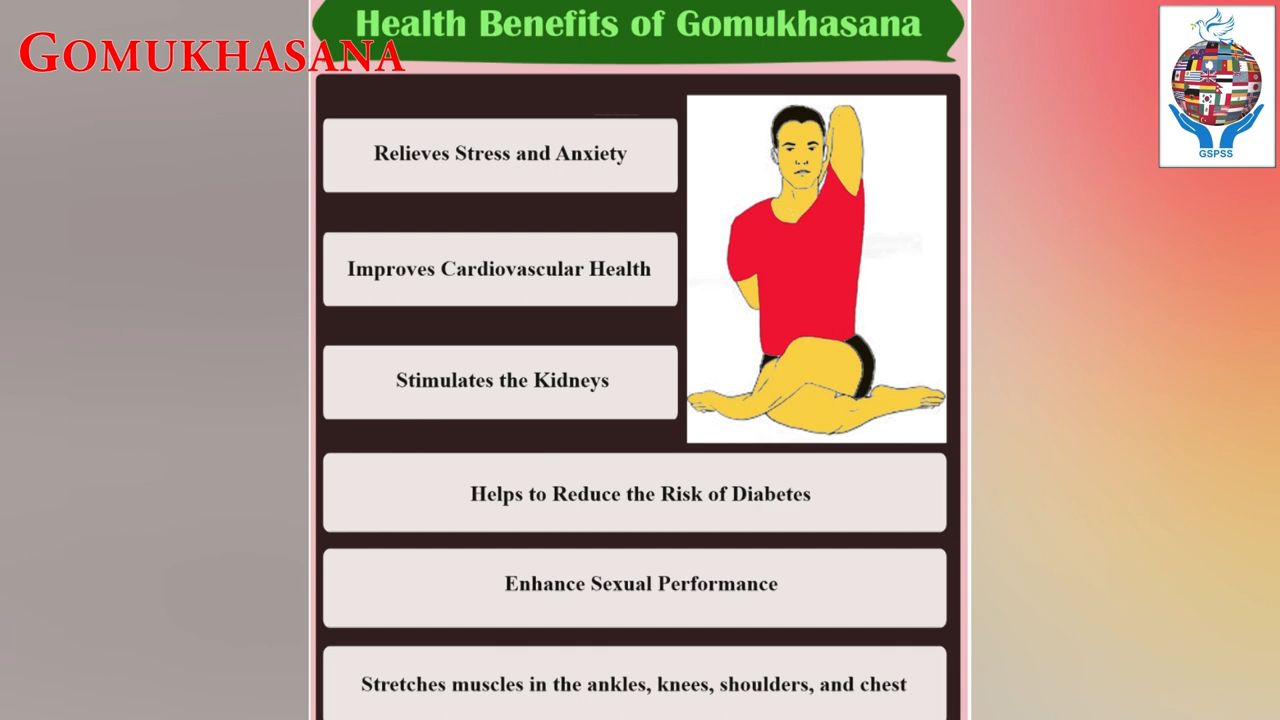 Health Benefits of Gomukhasana
GOMUKHASANA
GSPSS
Relieves Stress and Anxiety
Improves Cardiovascular Health
Stimulates the Kidneys
Helps to Reduce the Risk of Diabetes
Enhance Sexual Performance
Stretches muscles in the ankles, knees, shoulders, and chest